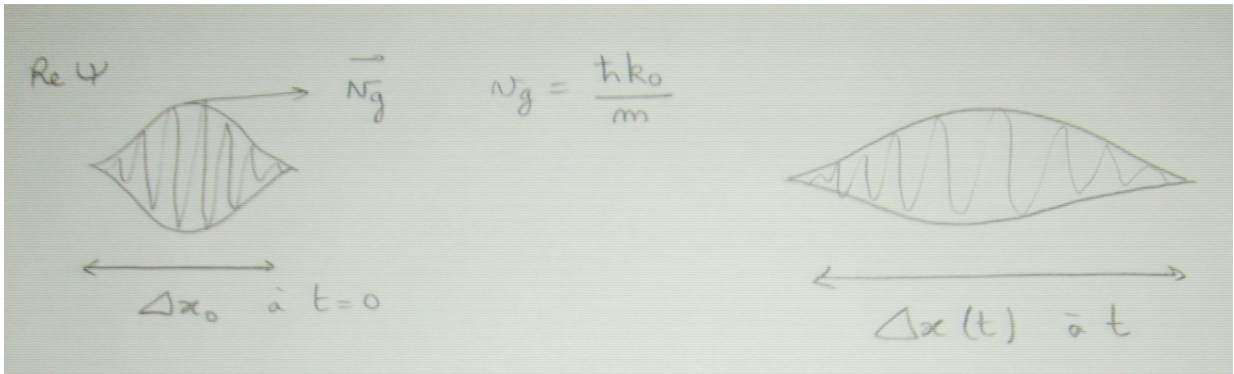 Re Ψ
v⃗g
vg = ħk₀/m
Δx₀ à t=0
Δx(t) à t